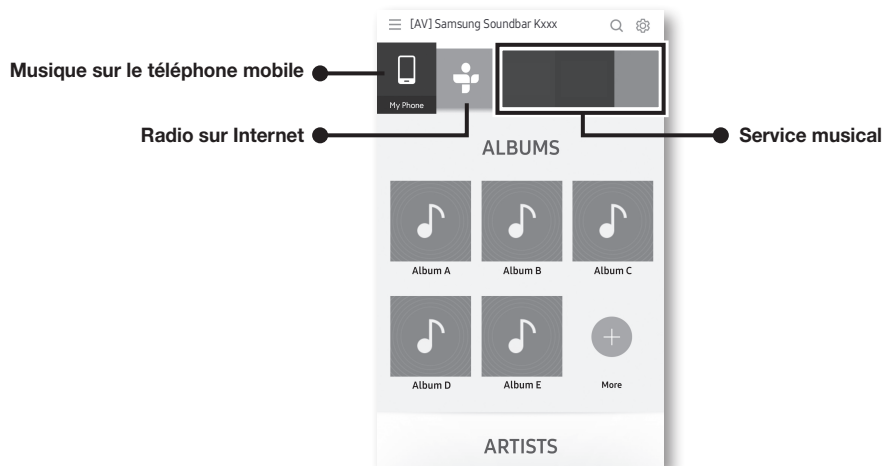 [AV] Samsung Soundbar Kxxx
Musique sur le téléphone mobile
My Phone
Radio sur Internet
Service musical
ALBUMS
Album A
Album B
Album C
Album D
Album E
More
ARTISTS